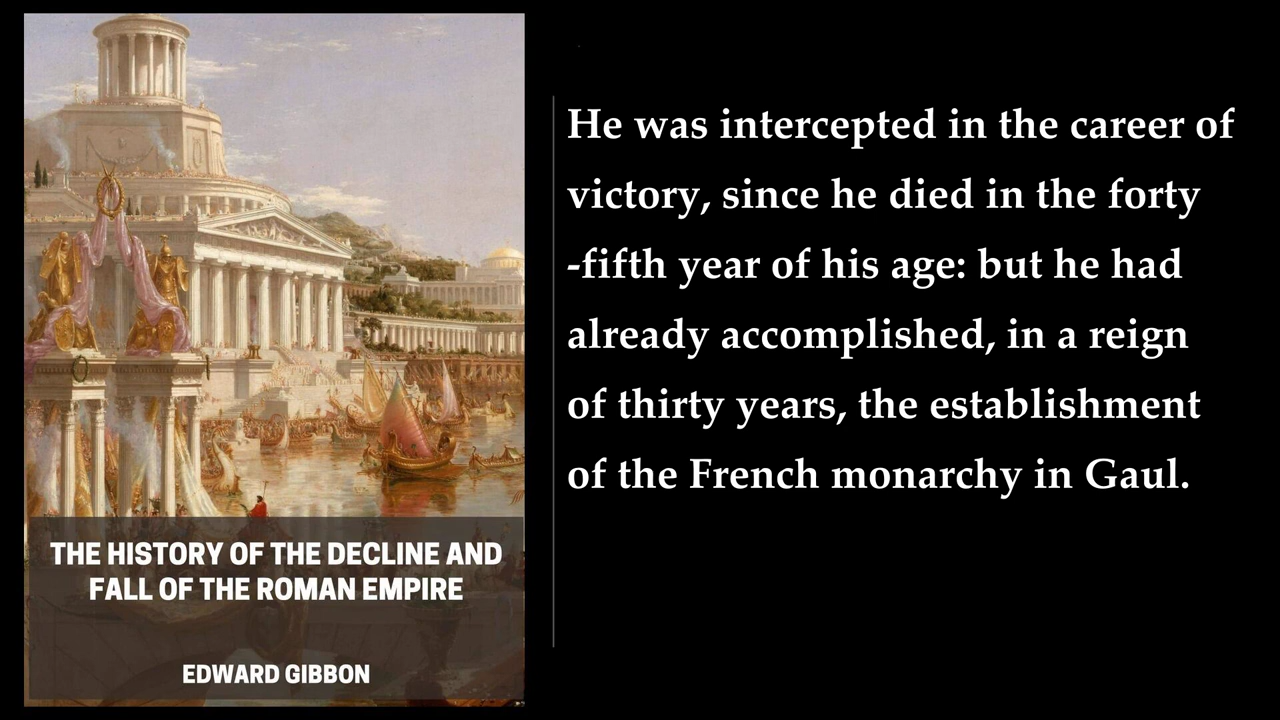 He was intercepted in the career of
victory, since he died in the forty
-fifth year of his age: but he had
already accomplished, in a reign
of thirty years, the establishment
of the French monarchy in Gaul.
THE HISTORY OF THE DECLINE AND
FALL OF THE ROMAN EMPIRE
EDWARD GIBBON